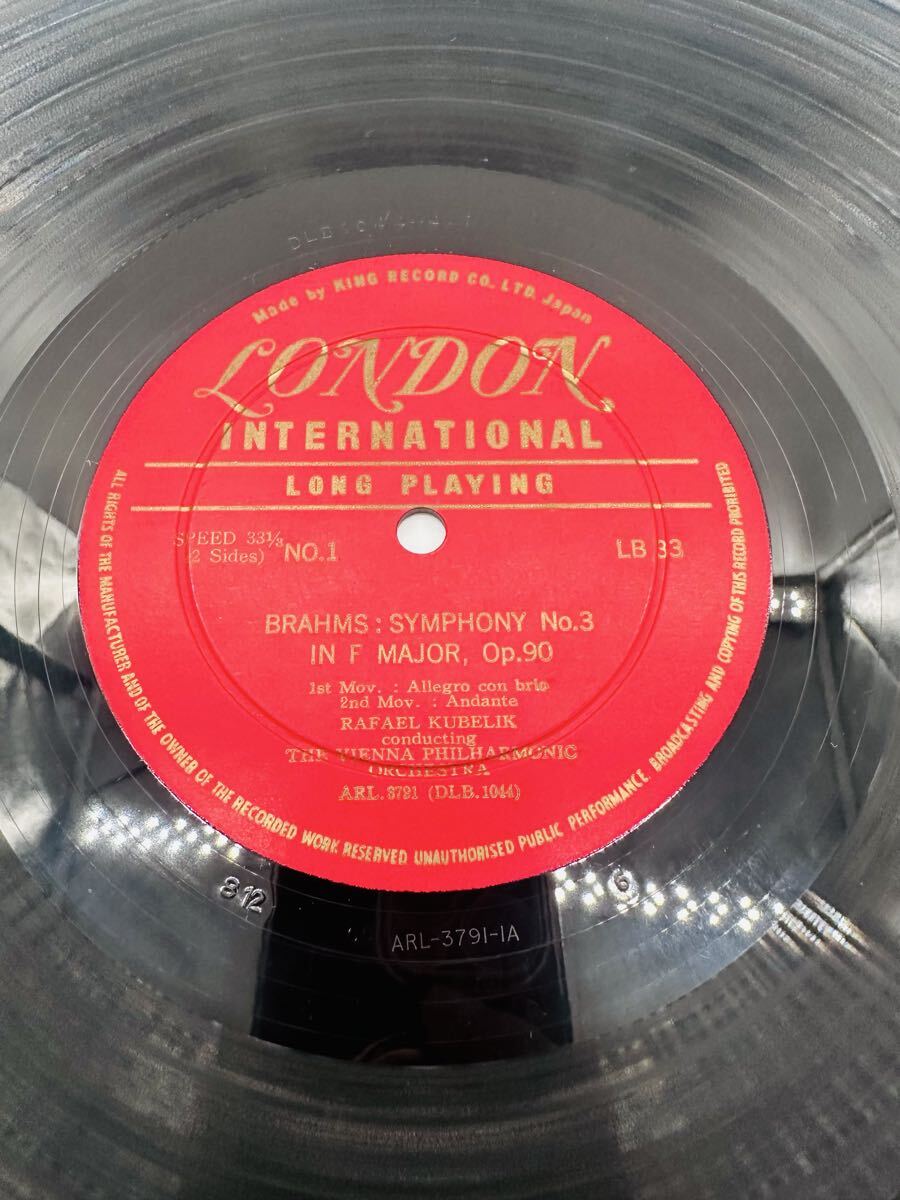 Made by KING RECORD CO., LTD. Japan
LONDON
INTERNATIONAL
LONG PLAYING
SPEED 33⅓
(2 Sides)
NO.1
LB 33
BRAHMS : SYMPHONY No.3
IN F MAJOR, Op.90
1st Mov. : Allegro con brio
2nd Mov. : Andante
RAFAEL KUBELIK
conducting
THE VIENNA PHILHARMONIC
ORCHESTRA
ARL. 3791 (DLB. 1044)
ALL RIGHTS OF THE MANUFACTURER AND OF THE OWNER OF THE RECORDED WORK RESERVED UNAUTHORISED PUBLIC PERFORMANCE BROADCASTING AND COPYING OF THIS RECORD PROHIBITED
812
6
ARL-3791-1A